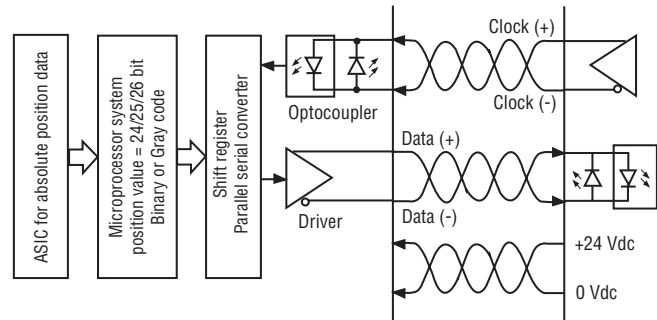 ASIC for absolute position data
Microprocessor system
position value = 24/25/26 bit
Binary or Gray code
Shift register
Parallel serial converter
Optocoupler
Driver
Clock (+)
Clock (-)
Data (+)
Data (-)
+24 Vdc
0 Vdc